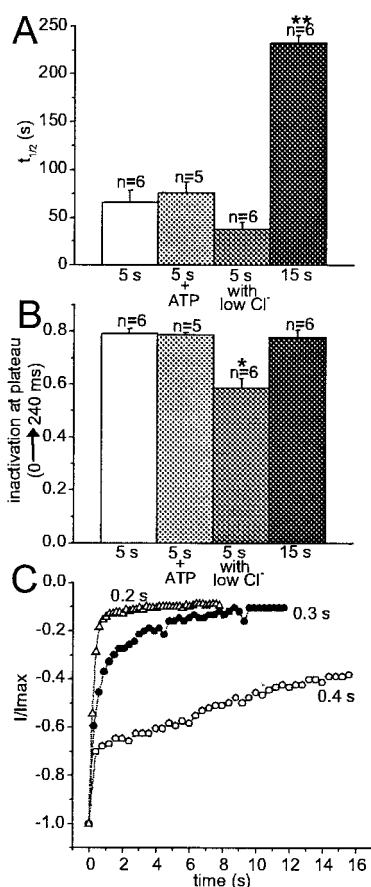 A
250
200
150
100
50
0
t1/2 (s)
n=6
n=5
n=6
**
n=6
5 s
5 s
+
ATP
5 s
with
low Cl-
15 s
B
0.8
0.6
0.4
0.2
0.0
inactivation at plateau
(0→240 ms)
n=6
n=5
*
n=6
n=6
5 s
5 s
+
ATP
5 s
with
low Cl-
15 s
C
0.0
-0.2
-0.4
-0.6
-0.8
-1.0
I/Imax
0.2 s
0.3 s
0.4 s
0 2 4 6 8 10 12 14 16
time (s)